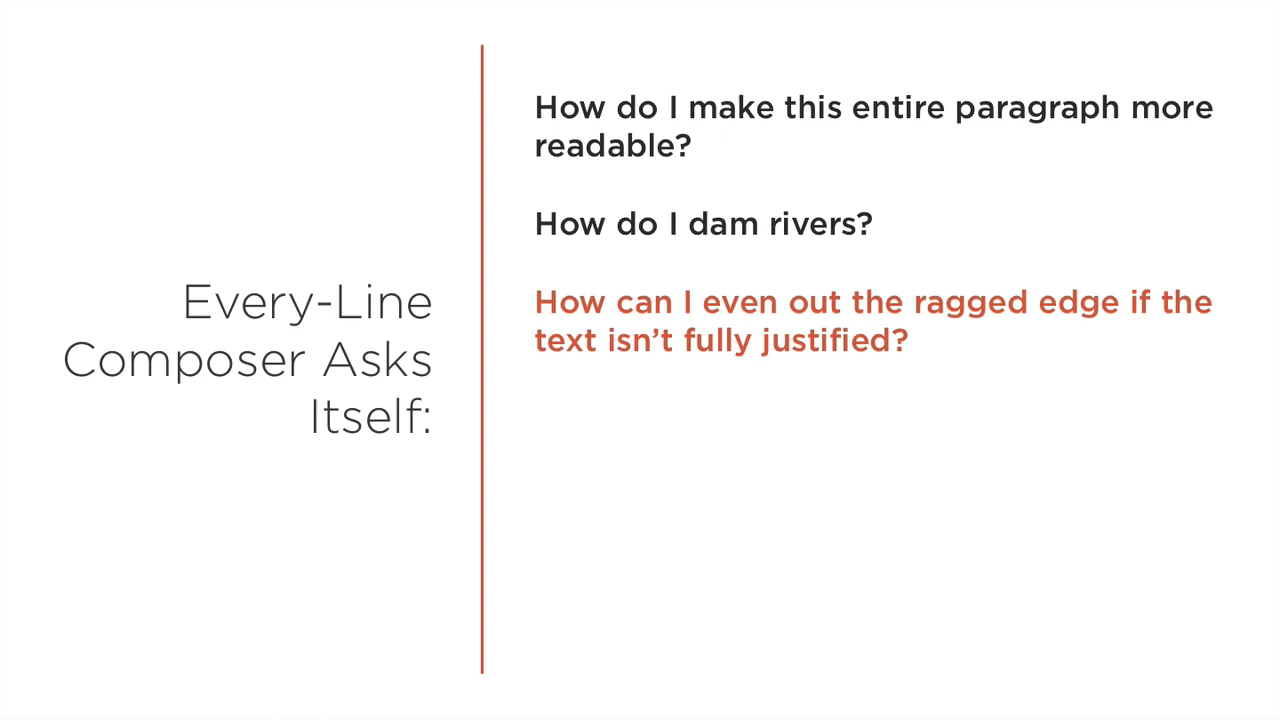 Every-Line
Composer Asks
Itself:
How do I make this entire paragraph more
readable?
How do I dam rivers?
How can I even out the ragged edge if the
text isn’t fully justified?